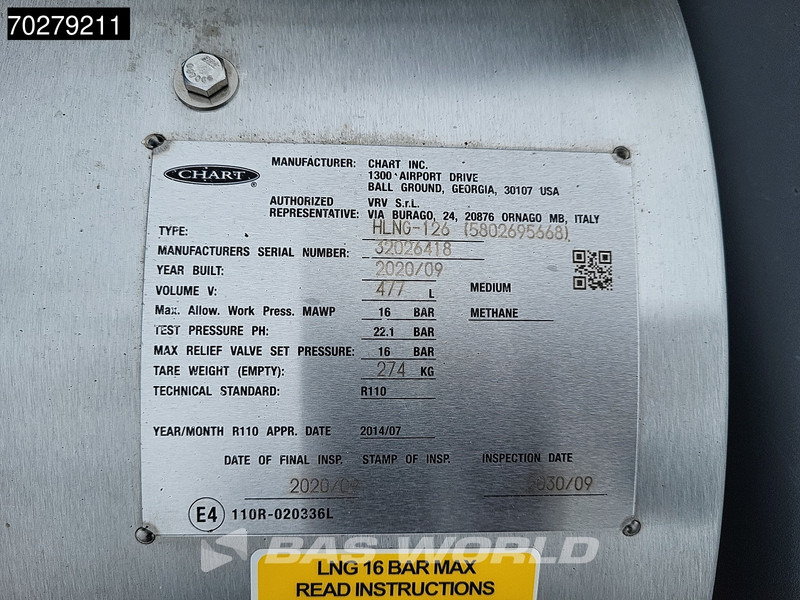 70279211
CHART
MANUFACTURER: CHART INC.
1300 AIRPORT DRIVE
BALL GROUND, GEORGIA, 30107 USA
AUTHORIZED REPRESENTATIVE: VRV S.r.L.
VIA BURAGO, 24, 20876 ORNAGO MB, ITALY
TYPE: HLNG-126 (5802695668)
MANUFACTURERS SERIAL NUMBER: 32026418
YEAR BUILT: 2020/09
VOLUME V: 477 L MEDIUM
Max. Allow. Work Press. MAWP 16 BAR METHANE
TEST PRESSURE PH: 22.1 BAR
MAX RELIEF VALVE SET PRESSURE: 16 BAR
TARE WEIGHT (EMPTY): 274 KG
TECHNICAL STANDARD: R110
YEAR/MONTH R110 APPR. DATE 2014/07
DATE OF FINAL INSP. STAMP OF INSP. INSPECTION DATE
2020/09 2030/09
E4 110R-020336L
BAS WORLD
LNG 16 BAR MAX
READ INSTRUCTIONS